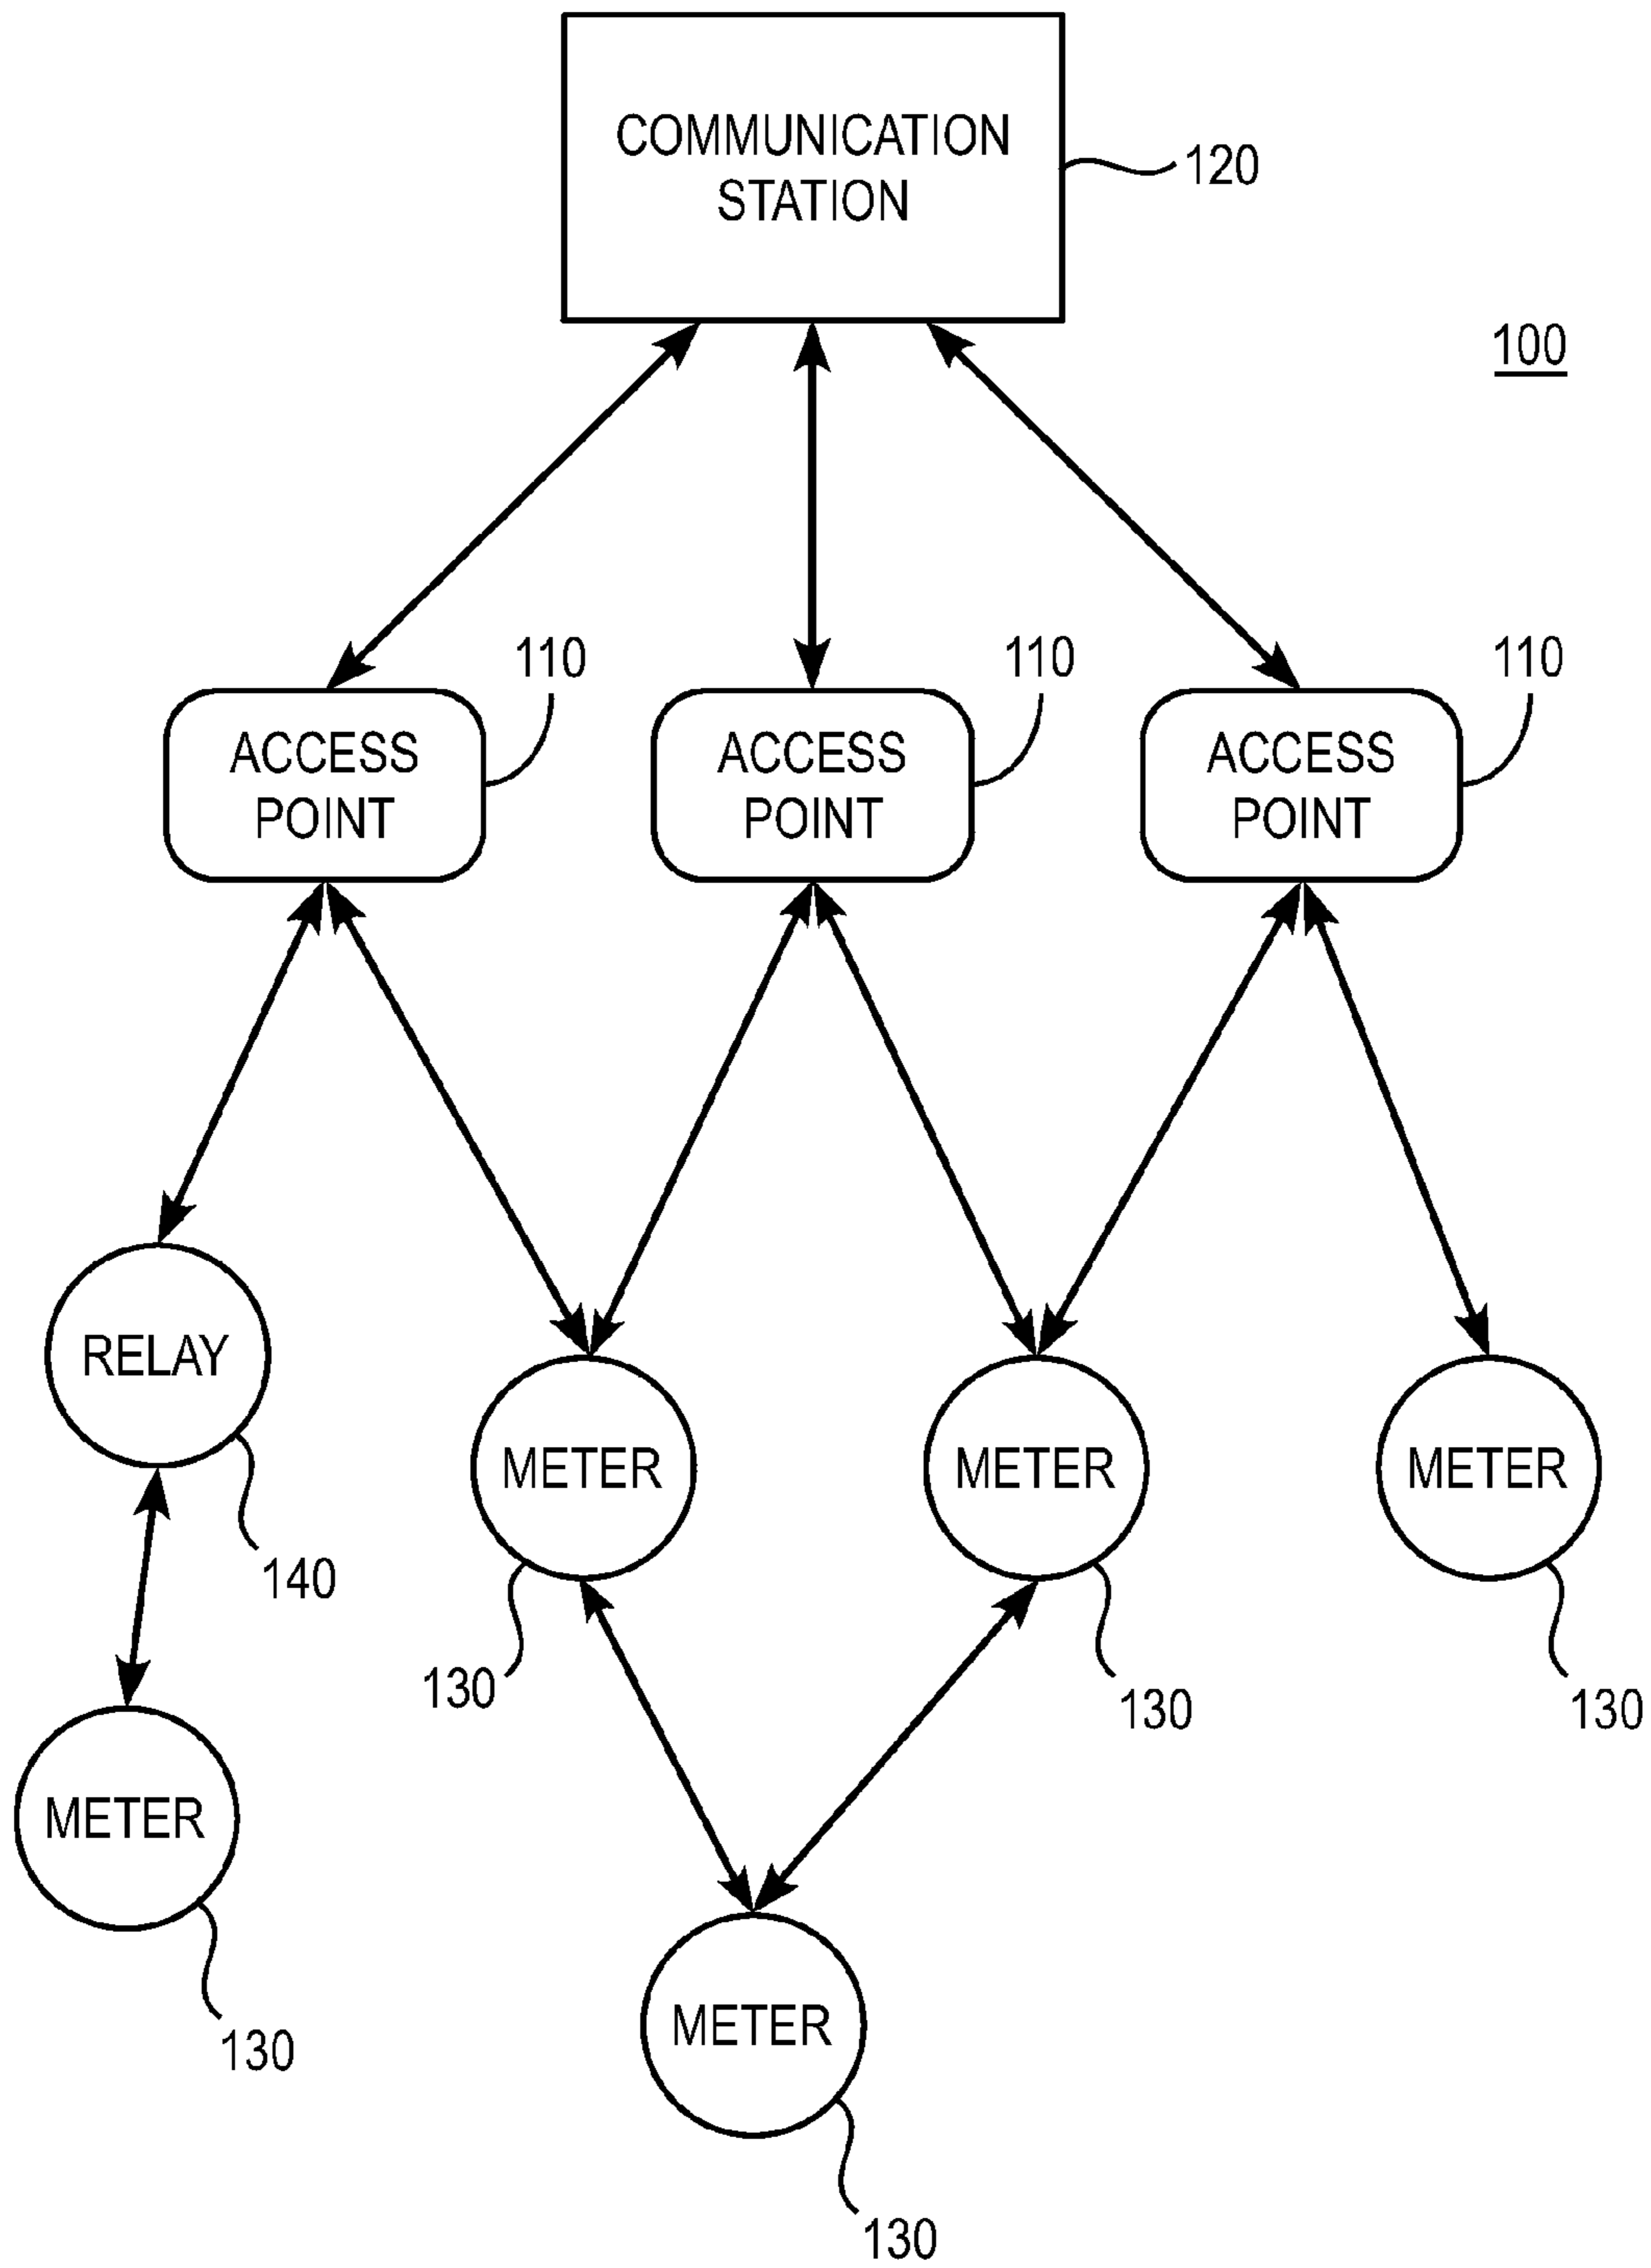 COMMUNICATION
STATION
120
100
110
110
110
ACCESS
POINT
ACCESS
POINT
ACCESS
POINT
RELAY
140
METER
METER
METER
130
130
130
METER
130
METER
130